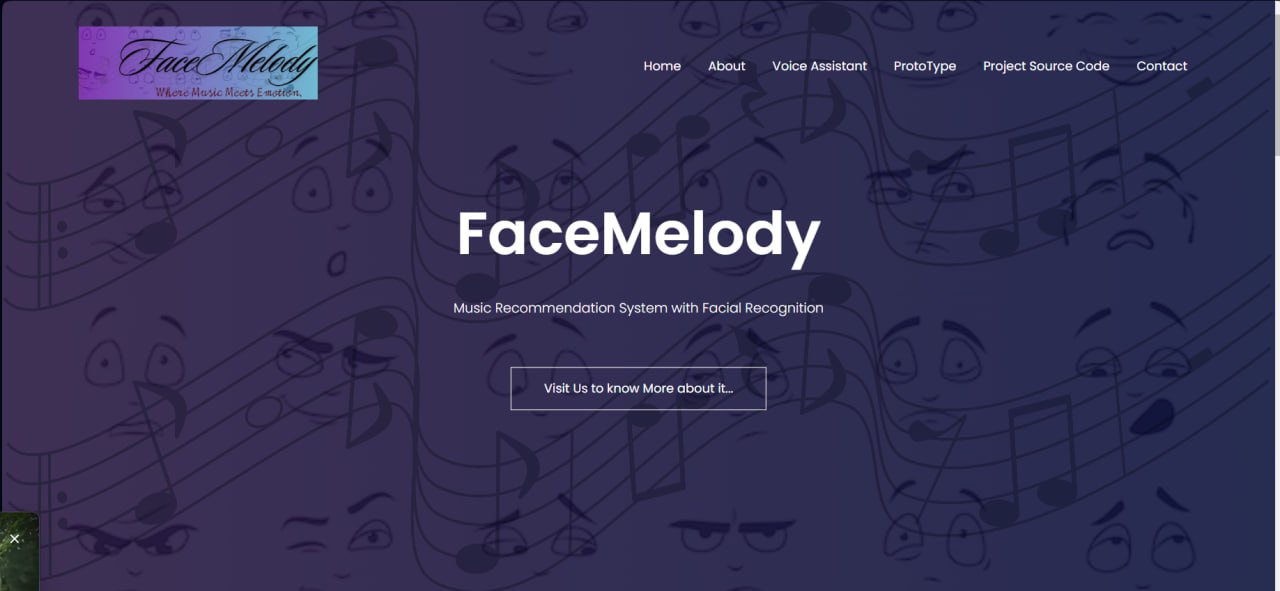 FaceMelody
Where Music Meets Emotion.
Home About Voice Assistant ProtoType Project Source Code Contact
FaceMelody
Music Recommendation System with Facial Recognition
Visit Us to know More about it...